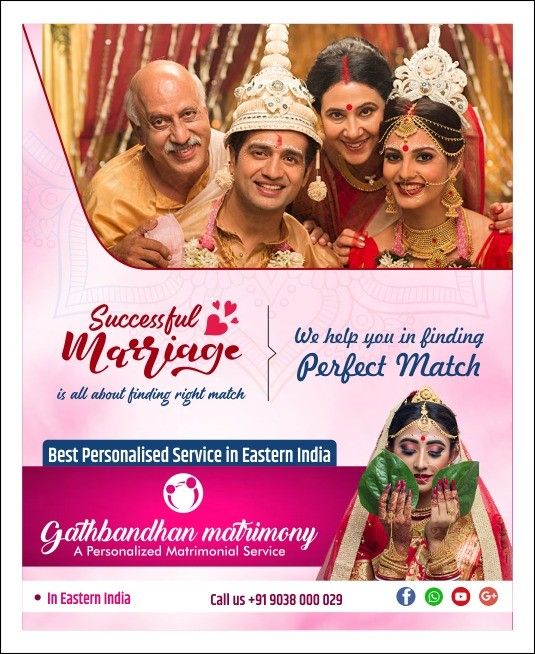 Successful
Marriage
is all about finding right match
We help you in finding
Perfect Match
Best Personalised Service in Eastern India
Gathbandhan matrimony
A Personalized Matrimonial Service
• In Eastern India
Call us +91 9038 000 029
f
G+